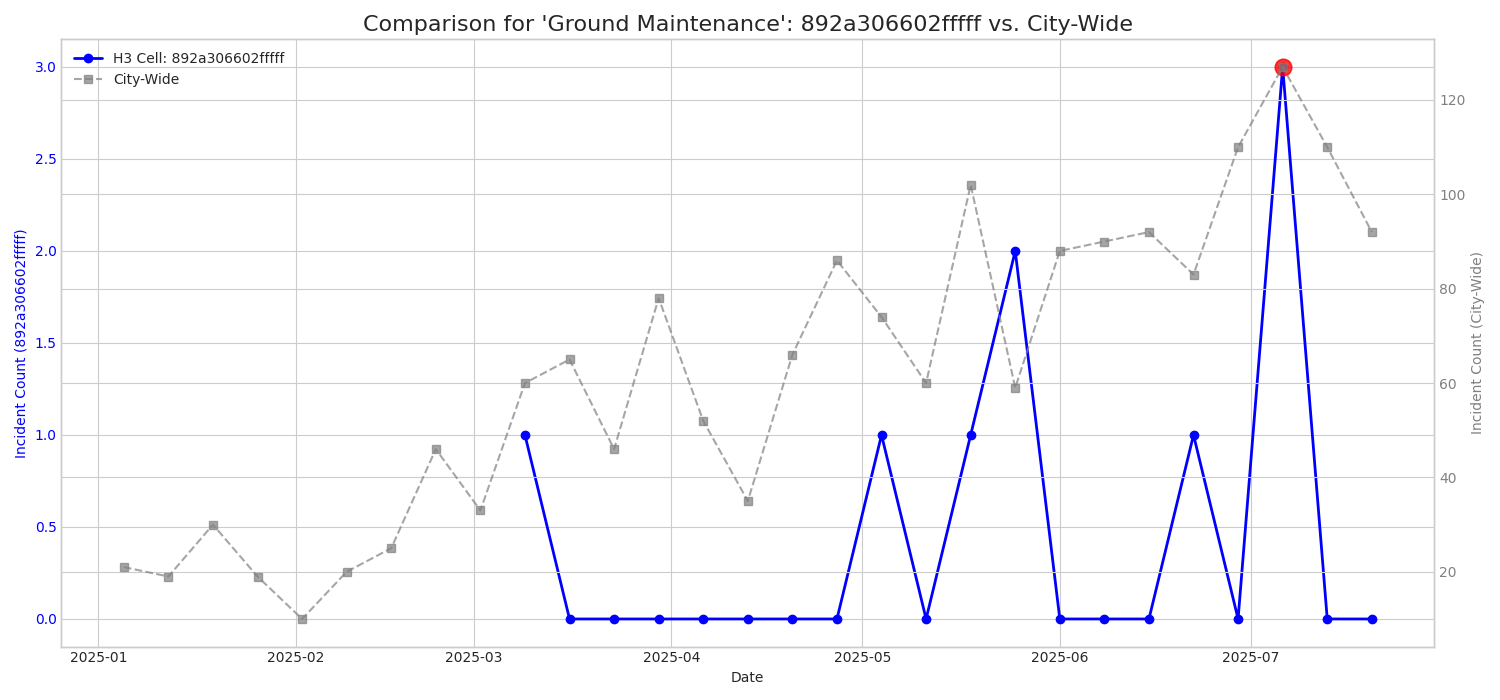 Comparison for 'Ground Maintenance': 892a306602fffff vs. City-Wide
H3 Cell: 892a306602fffff
City-Wide
3.0
2.5
2.0
1.5
1.0
0.5
0.0
Incident Count (892a306602fffff)
120
100
80
60
40
20
Incident Count (City-Wide)
2025-01 2025-02 2025-03 2025-04 2025-05 2025-06 2025-07
Date